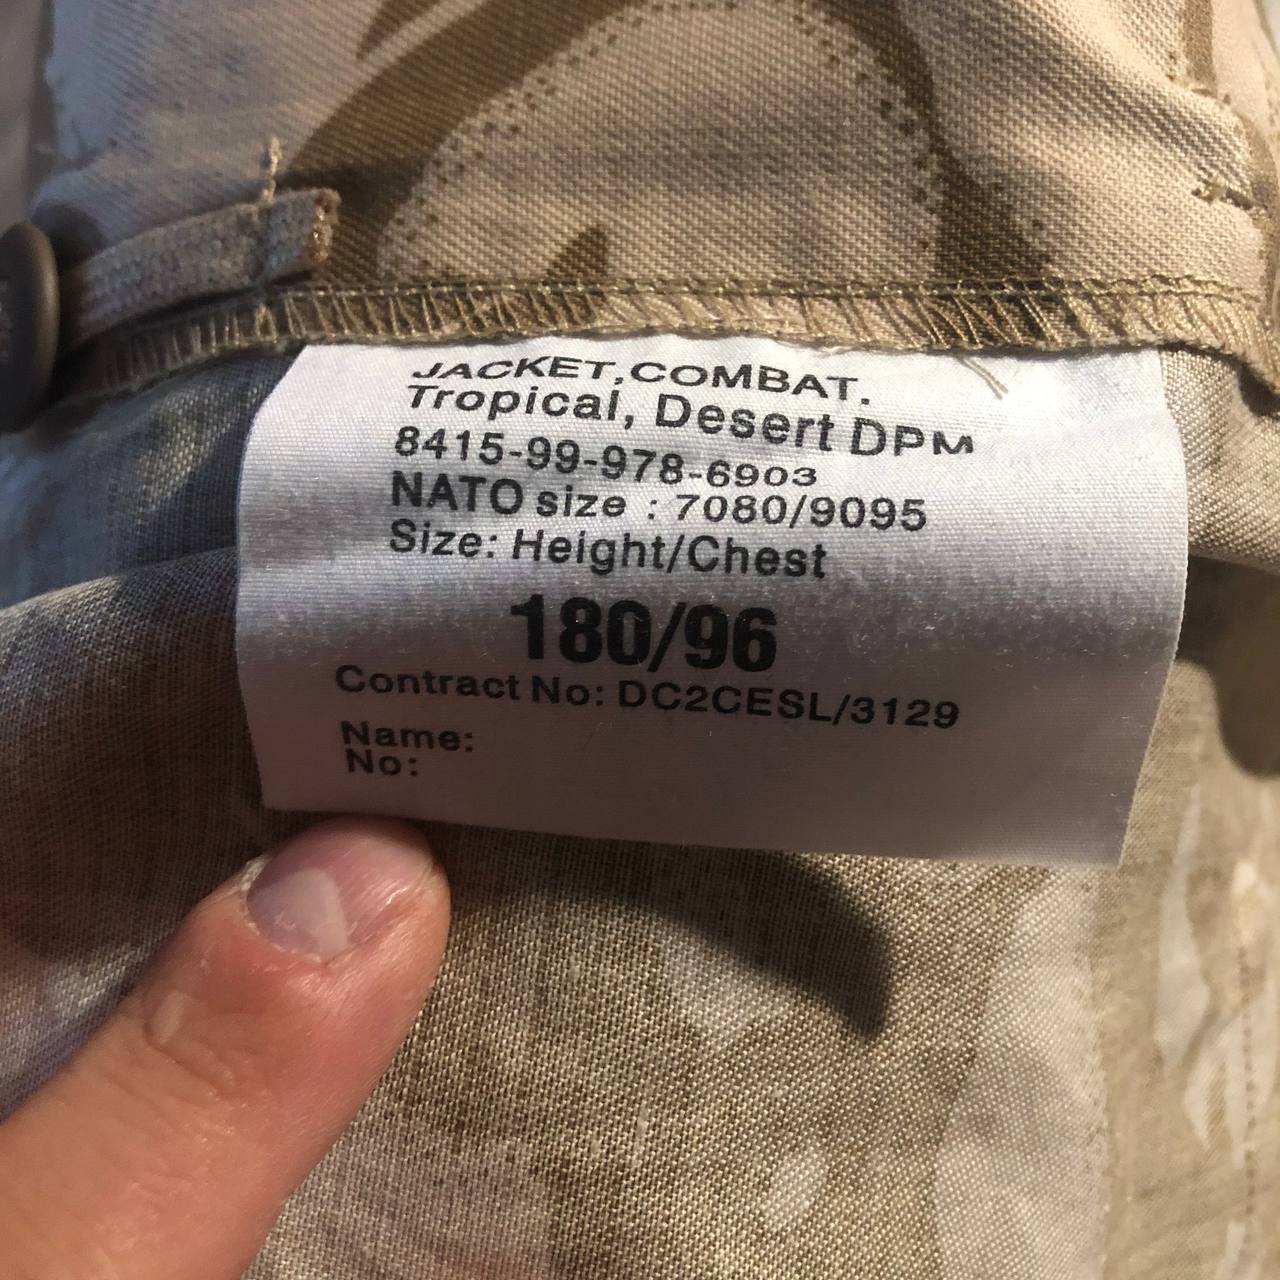 JACKET,COMBAT.
Tropical, Desert DPM
8415-99-978-6903
NATO size : 7080/9095
Size: Height/Chest
180/96
Contract No: DC2CESL/3129
Name:
No: